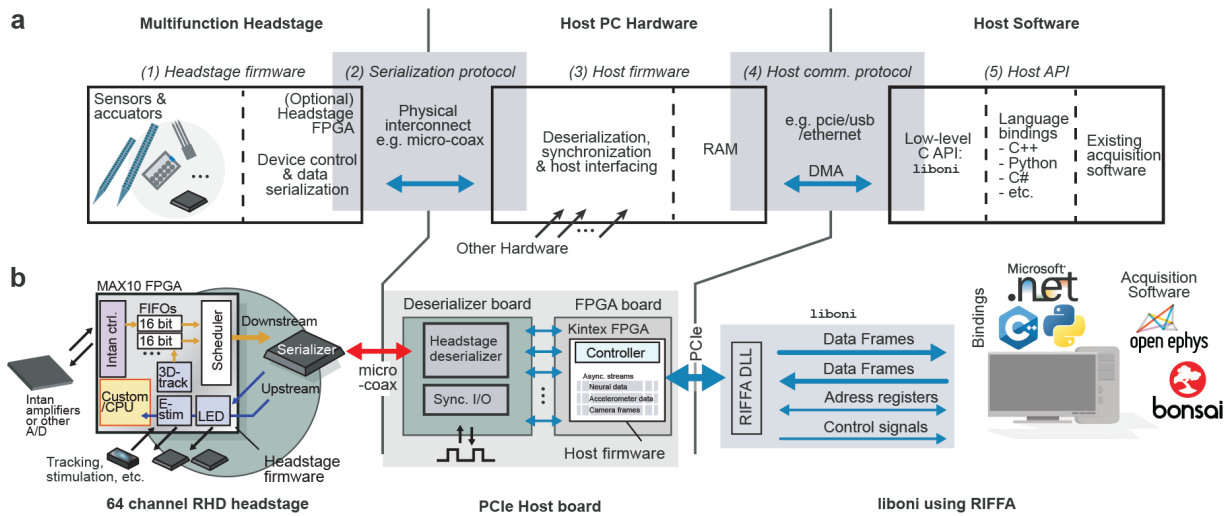 a
Multifunction Headstage
Host PC Hardware
Host Software
(1) Headstage firmware
(2) Serialization protocol
(3) Host firmware
(4) Host comm. protocol
(5) Host API
Sensors &
actuators
...
(Optional)
Headstage
FPGA
Device control
& data
serialization
Physical
interconnect
e.g. micro-coax
Deserialization,
synchronization
& host interfacing
RAM
e.g. pcie/usb
/ethernet
DMA
Low-level
C API:
liboni
Language
bindings
- C++
- Python
- C#
- etc.
Existing
acquisition
software
...
Other Hardware
b
MAX10 FPGA
Intan ctrl.
FIFOs
16 bit
16 bit
...
Scheduler
3D-
track
Custom
/CPU
E-
stim
LED
Downstream
Upstream
Serializer
Intan
amplifiers
or other
A/D
Tracking,
stimulation, etc.
Headstage
firmware
64 channel RHD headstage
micro
-coax
Deserializer board
Headstage
deserializer
Sync. I/O
FPGA board
Kintex FPGA
Controller
Async. streams
Neural data
Accelerometer data
Camera frames
Host firmware
PCIe Host board
PCIe
liboni
RIFFA DLL
Data Frames
Data Frames
Adress registers
Control signals
liboni using RIFFA
Bindings
Microsoft®
.net
C++
Acquisition
Software
open ephys
bonsai